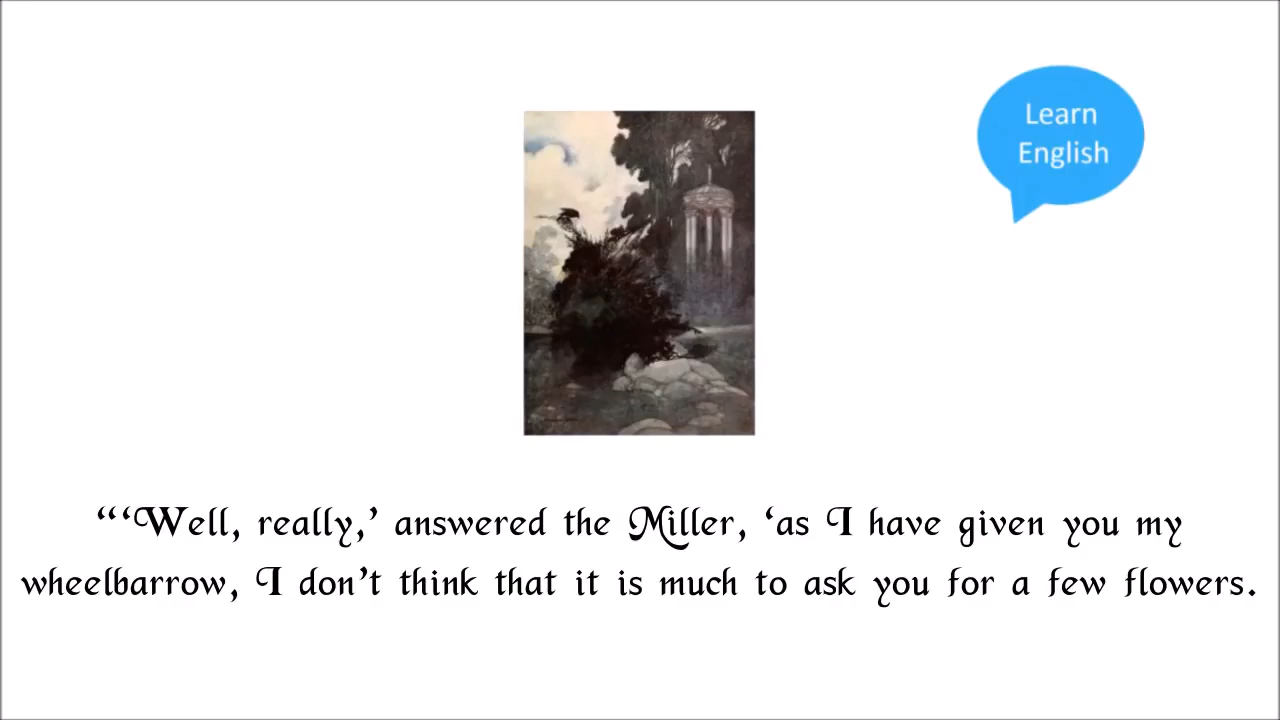 Learn
English
“‘Well, really,’ answered the Miller, ‘as I have given you my
wheelbarrow, I don’t think that it is much to ask you for a few flowers.